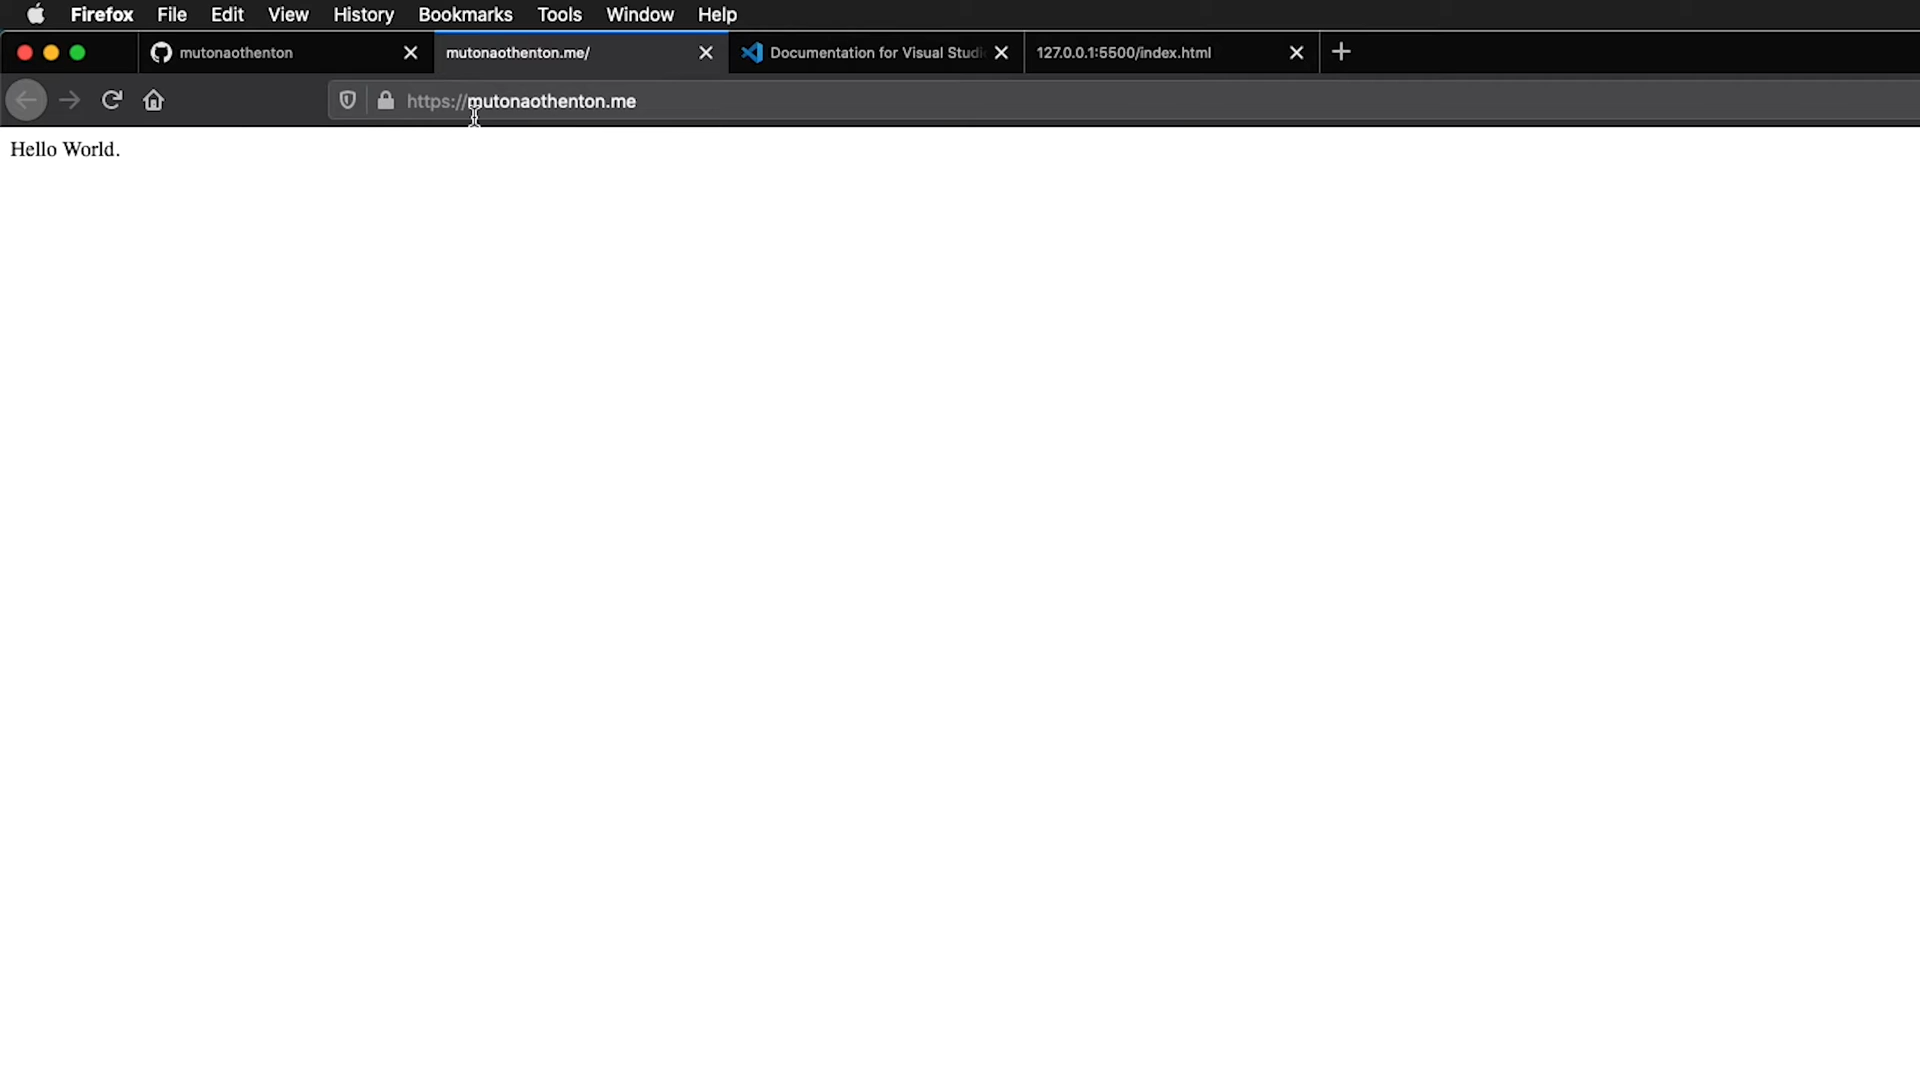 Firefox File Edit View History Bookmarks Tools Window Help
mutonaothenton mutonaothenton.me/ Documentation for Visual Studi 127.0.0.1:5500/index.html
https://mutonaothenton.me
Hello World.